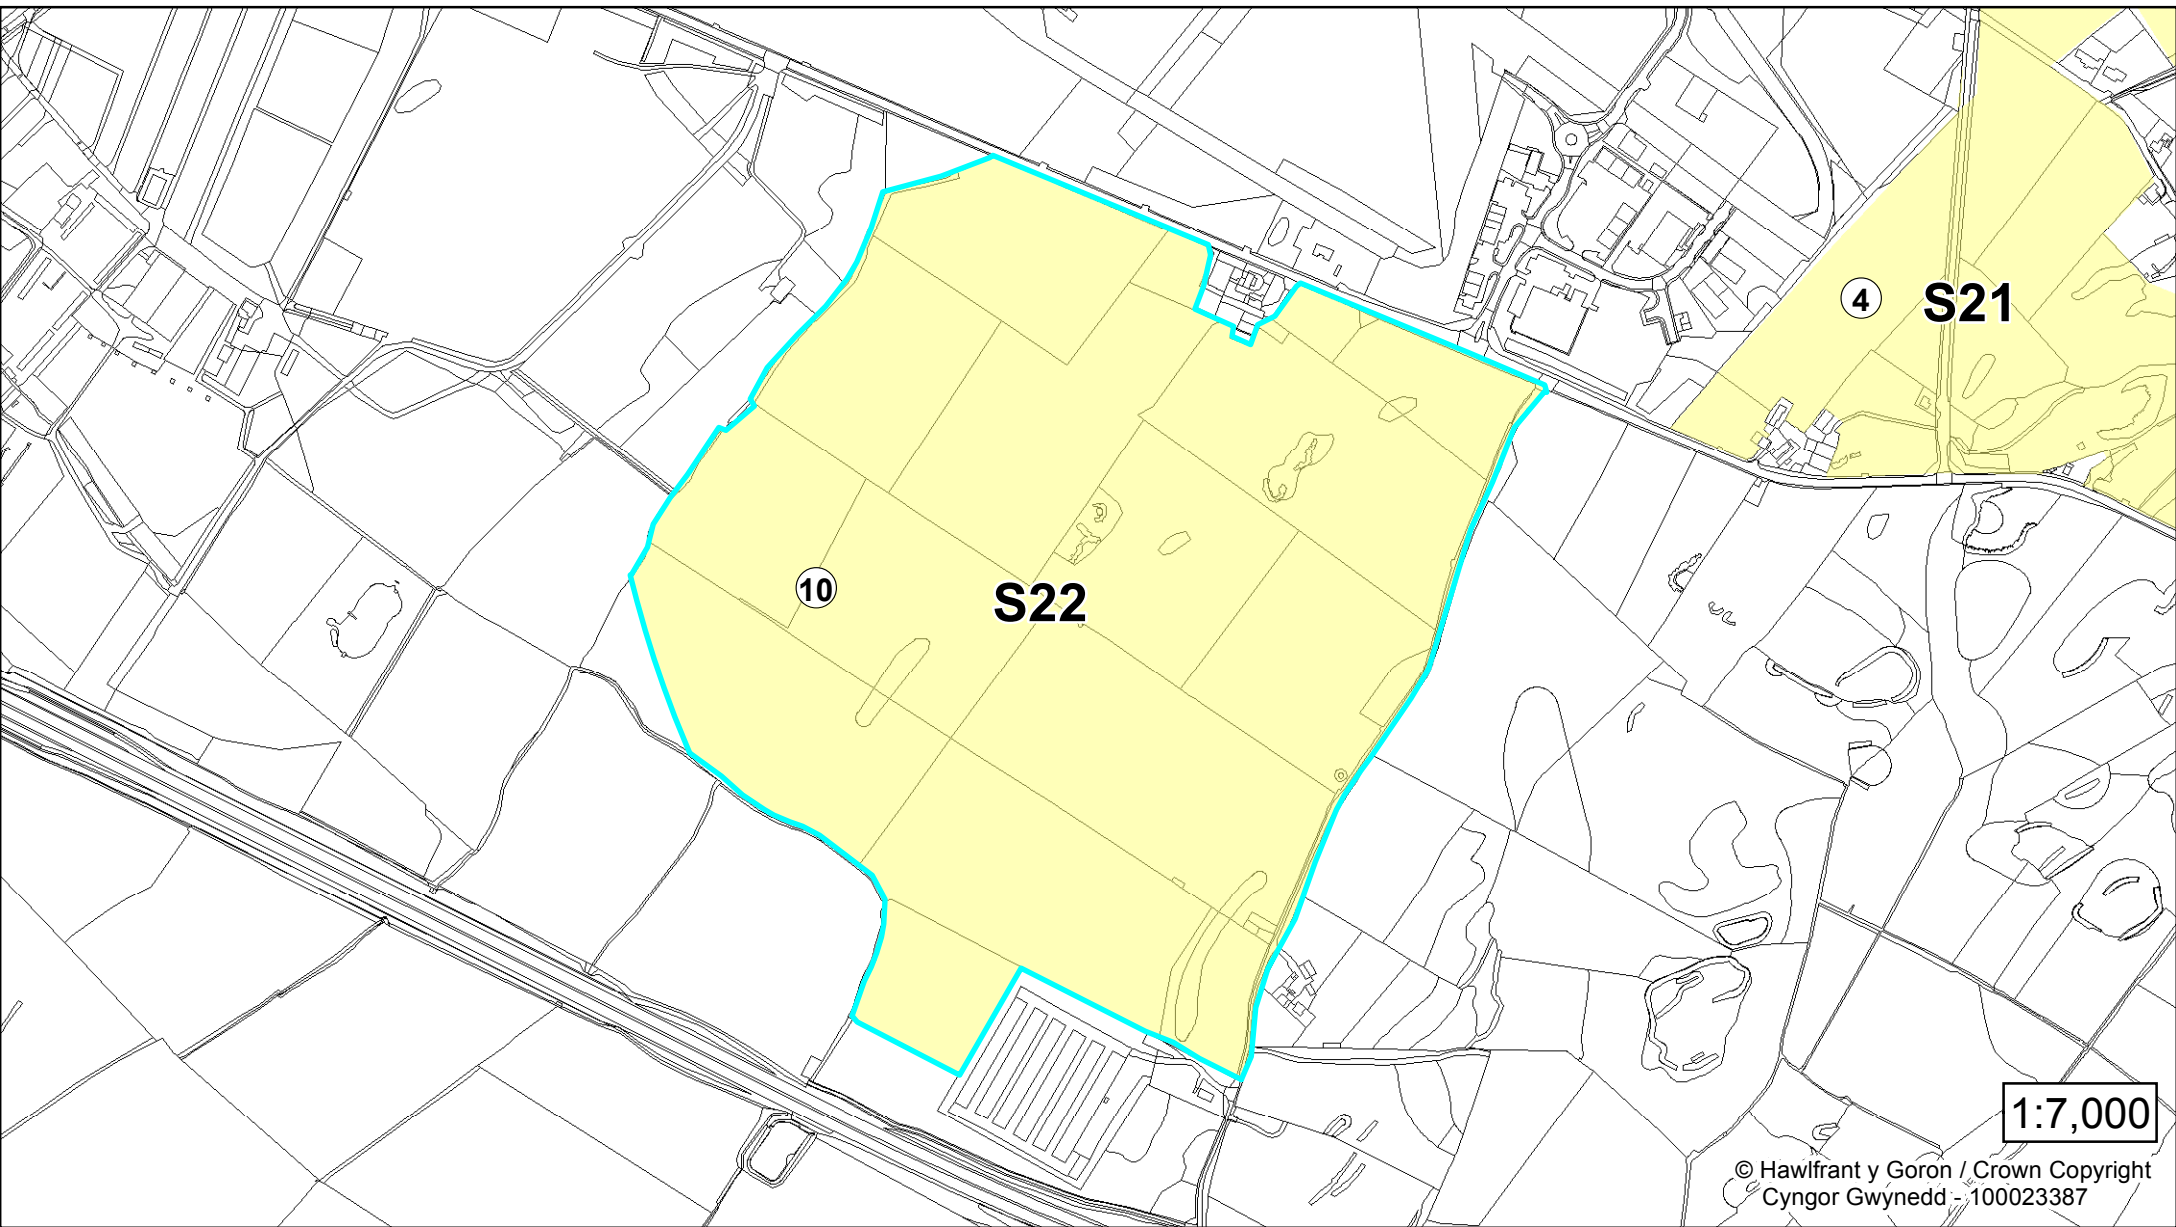 4
S21
10
S22
1:7,000
© Hawlfrant y Goron / Crown Copyright
Cyngor Gwynedd - 100023387